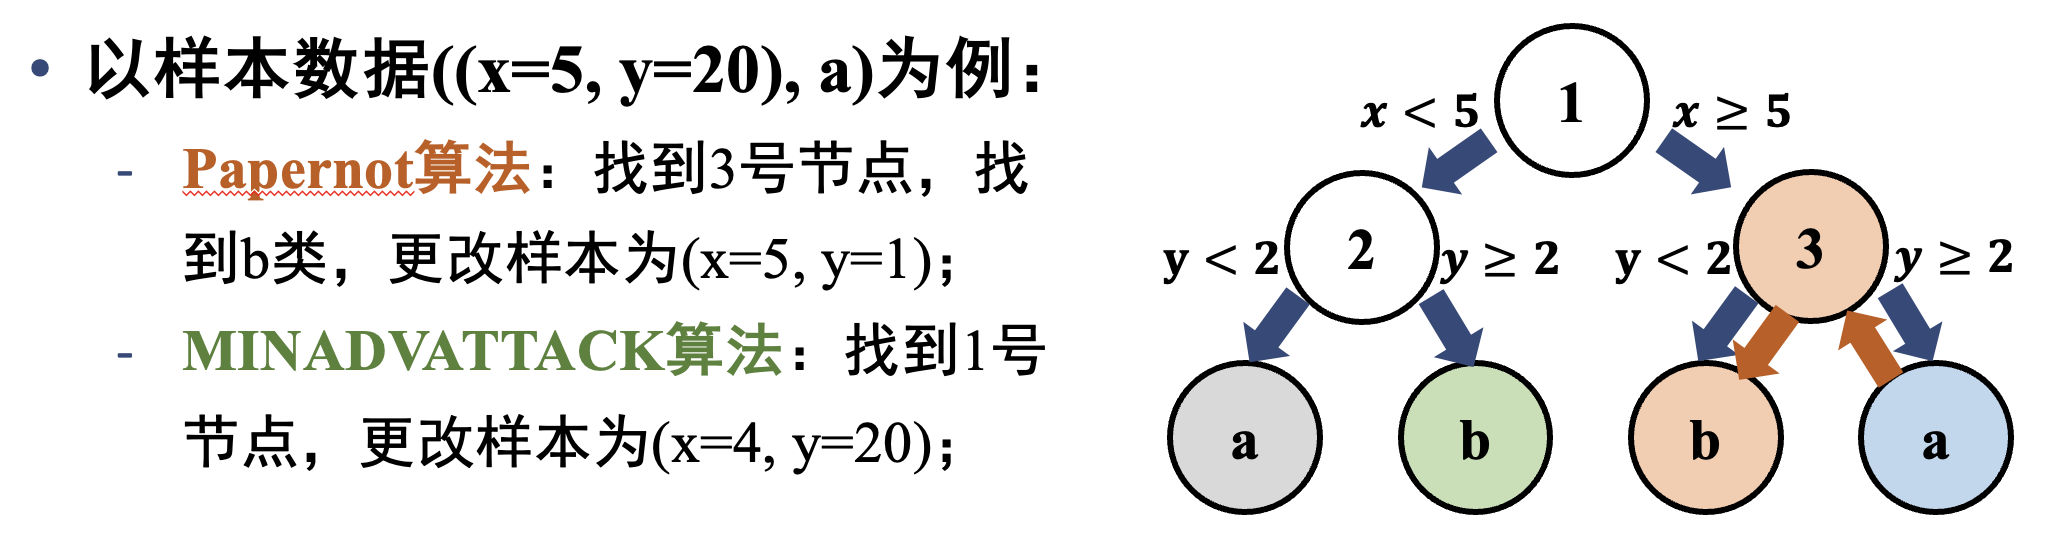 • 以样本数据((x=5, y=20), a)为例：
- Papernot算法：找到3号节点，找
到b类，更改样本为(x=5, y=1)；
- MINADVATTACK算法：找到1号
节点，更改样本为(x=4, y=20)；
1
x < 5
x ≥ 5
2
3
y < 2
y ≥ 2
y < 2
y ≥ 2
a
b
b
a